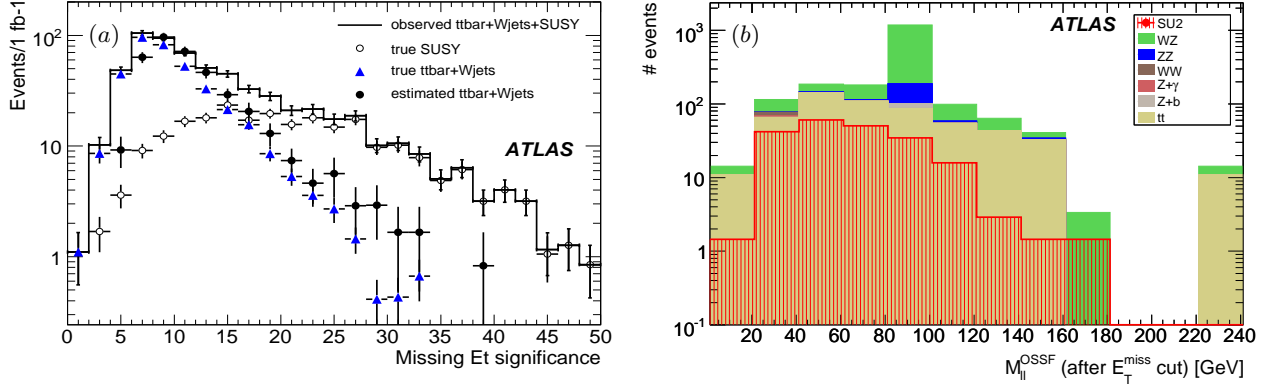 Events/1 fb-1
(a)
observed ttbar+Wjets+SUSY
true SUSY
true ttbar+Wjets
estimated ttbar+Wjets
ATLAS
10²
10
1
0 5 10 15 20 25 30 35 40 45 50
Missing Et significance
# events
(b)
ATLAS
SU2
WZ
ZZ
WW
Z+γ
Z+b
tt
10³
10²
10
1
10⁻¹
20 40 60 80 100 120 140 160 180 200 220 240
M_ll^OSSF (after E_T^miss cut) [GeV]